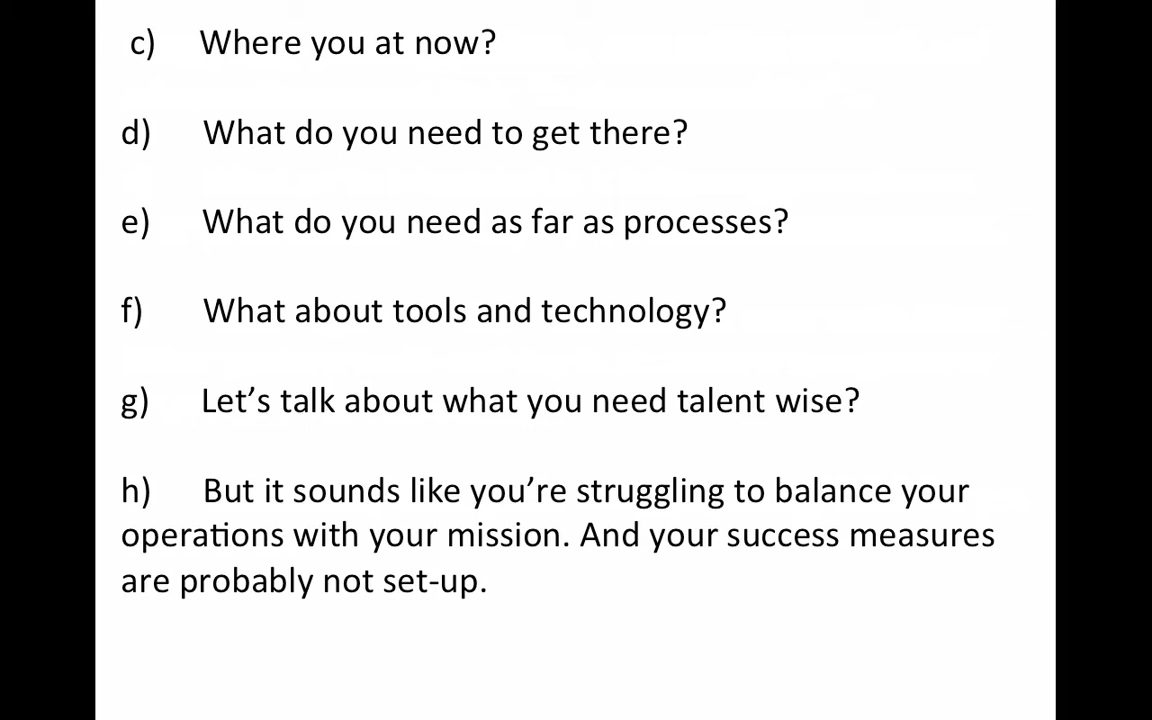 c) Where you at now?
d) What do you need to get there?
e) What do you need as far as processes?
f) What about tools and technology?
g) Let’s talk about what you need talent wise?
h) But it sounds like you’re struggling to balance your
operations with your mission. And your success measures
are probably not set-up.